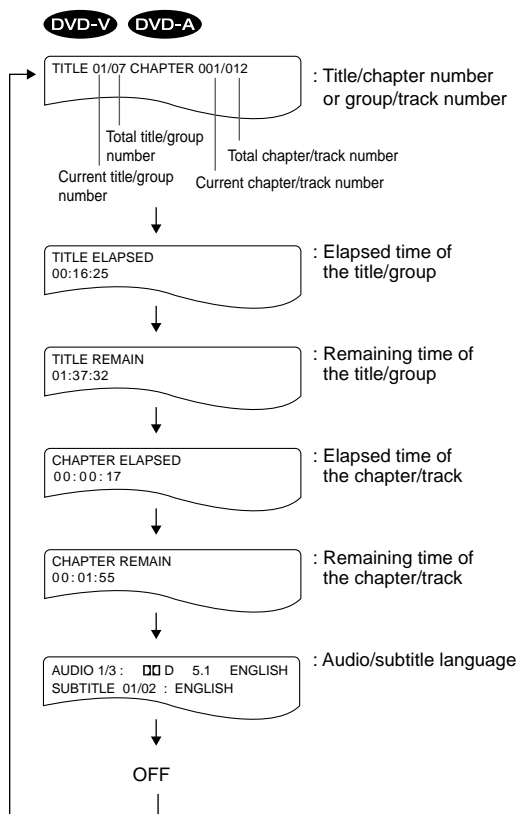 DVD-V DVD-A
TITLE 01/07 CHAPTER 001/012
: Title/chapter number
or group/track number
Total title/group
number
Total chapter/track number
Current title/group
number
Current chapter/track number
TITLE ELAPSED
00:16:25
: Elapsed time of
the title/group
TITLE REMAIN
01:37:32
: Remaining time of
the title/group
CHAPTER ELAPSED
00:00:17
: Elapsed time of
the chapter/track
CHAPTER REMAIN
00:01:55
: Remaining time of
the chapter/track
AUDIO 1/3 : DD D 5.1 ENGLISH
SUBTITLE 01/02 : ENGLISH
: Audio/subtitle language
OFF